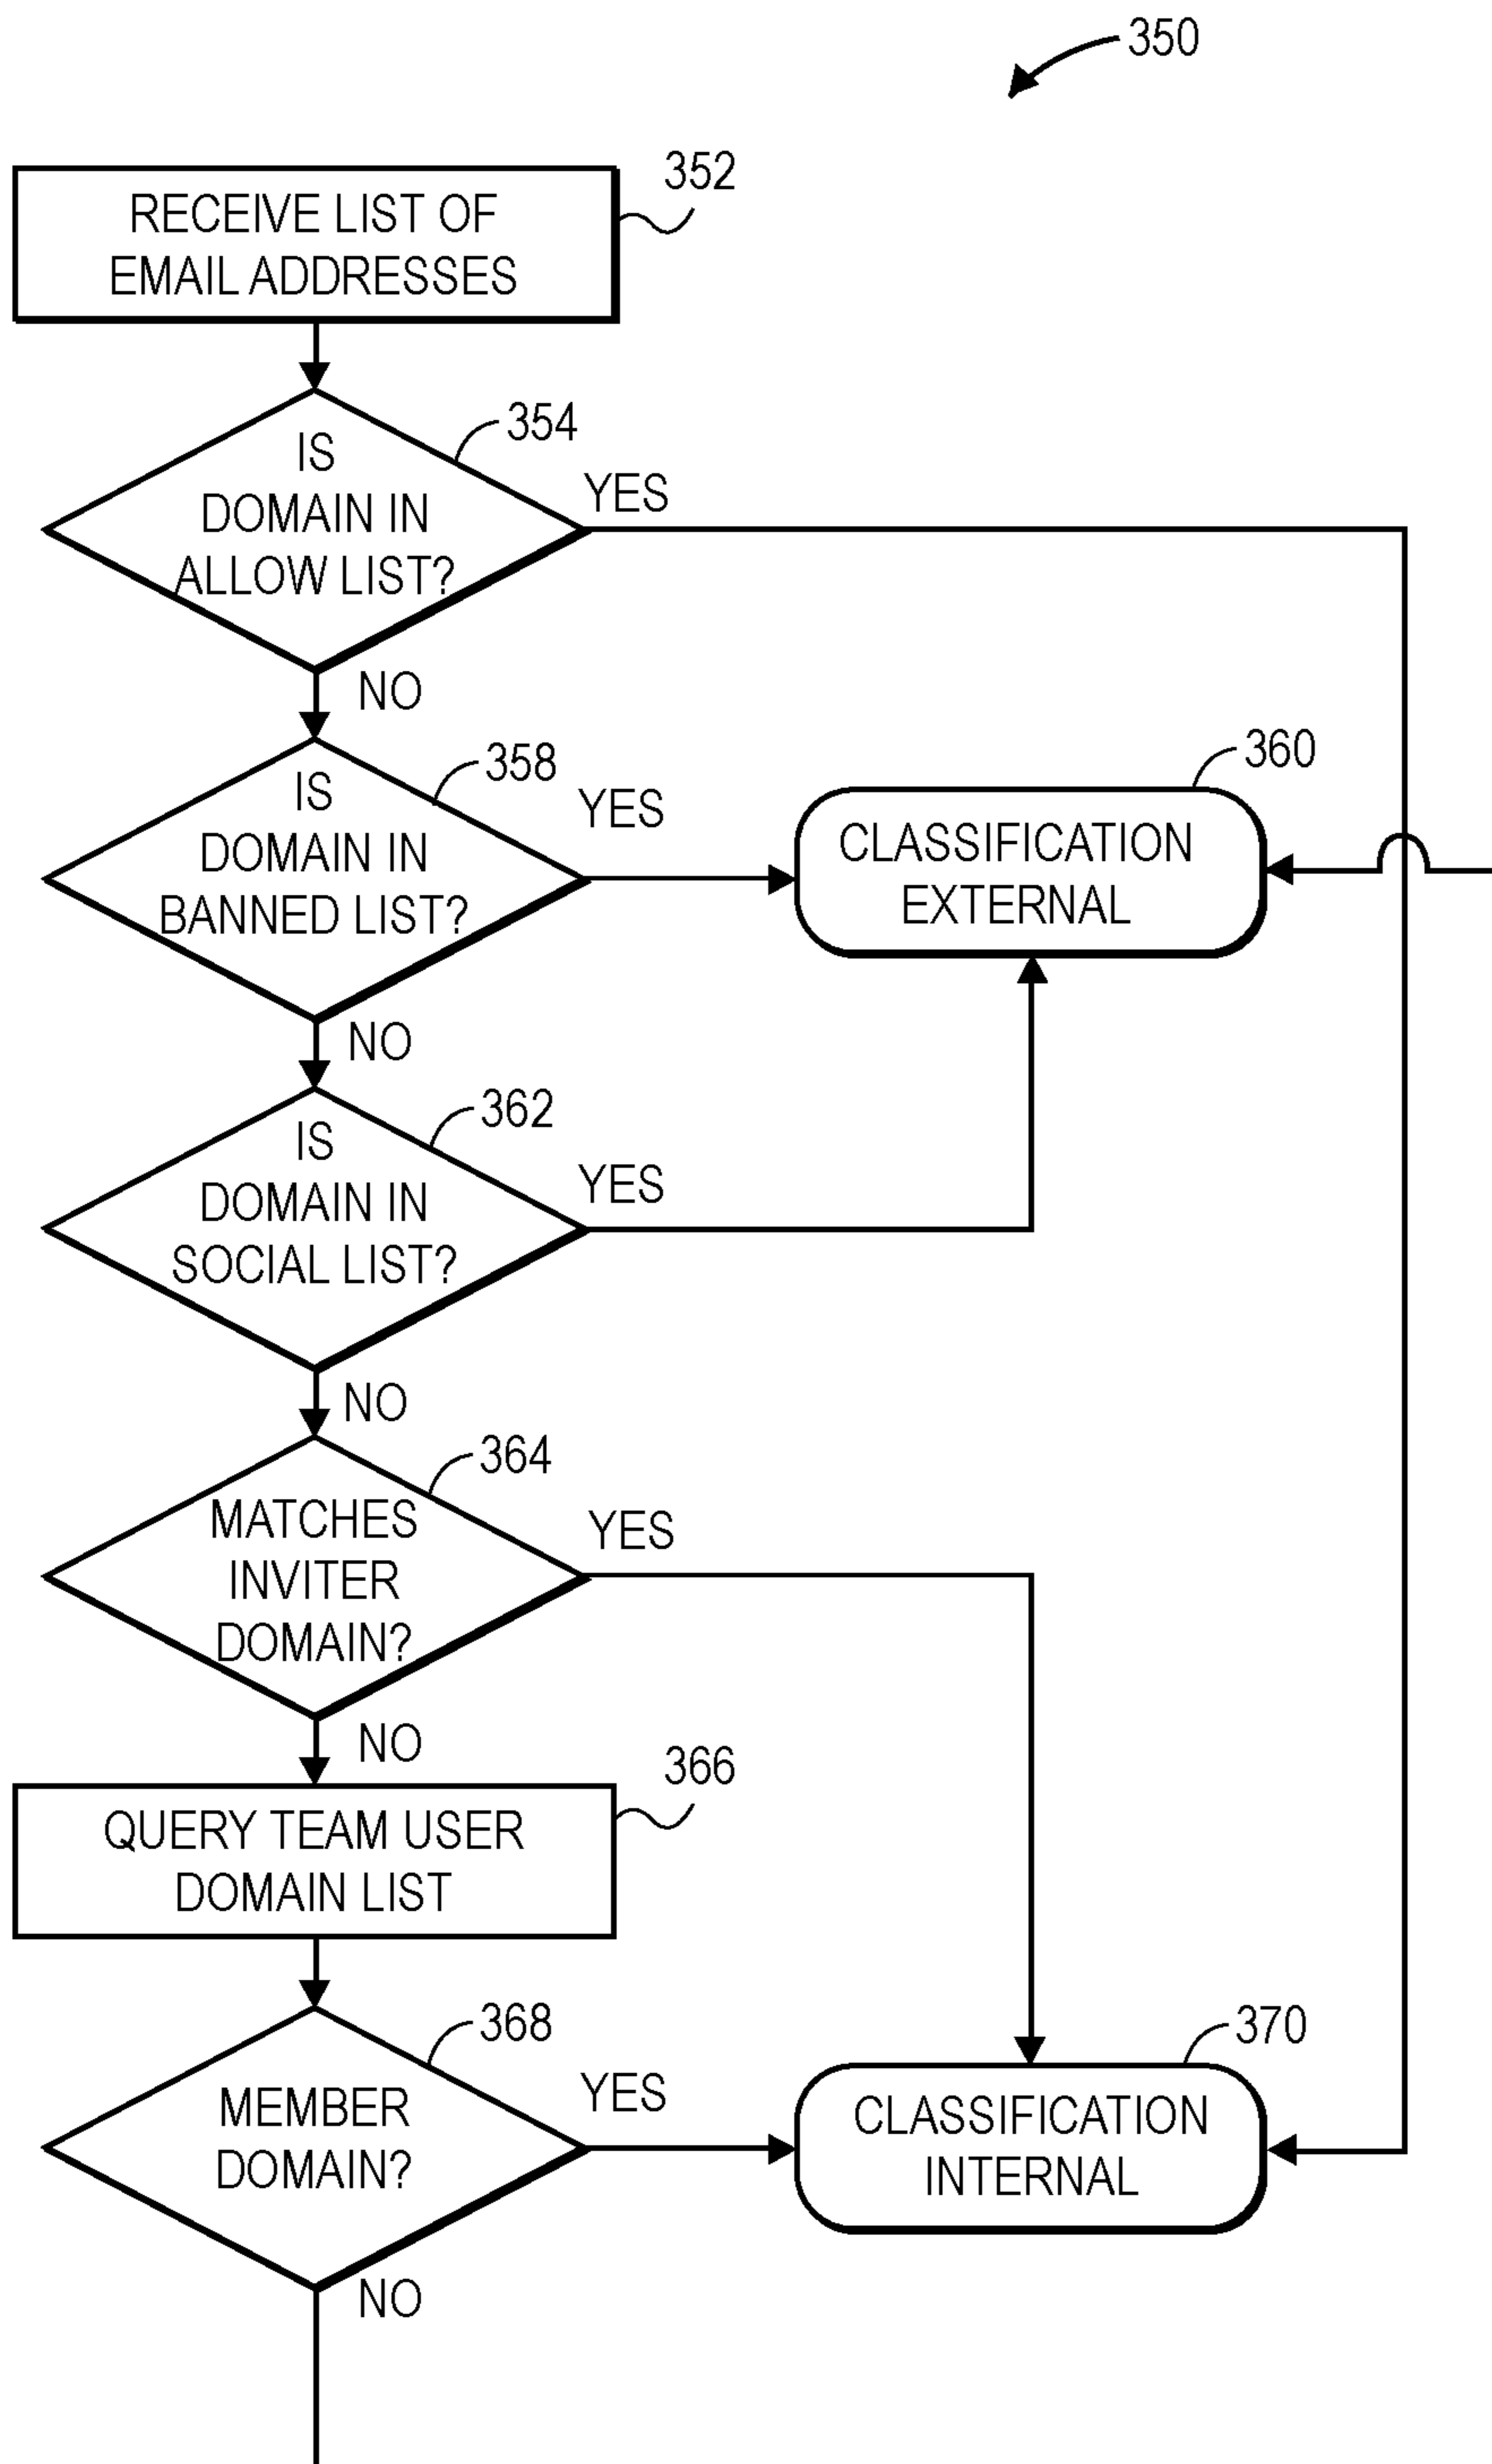 350
RECEIVE LIST OF
EMAIL ADDRESSES
352
IS
DOMAIN IN
ALLOW LIST?
354
YES
NO
IS
DOMAIN IN
BANNED LIST?
358
YES
CLASSIFICATION
EXTERNAL
360
NO
IS
DOMAIN IN
SOCIAL LIST?
362
YES
NO
MATCHES
INVITER
DOMAIN?
364
YES
NO
QUERY TEAM USER
DOMAIN LIST
366
MEMBER
DOMAIN?
368
YES
CLASSIFICATION
INTERNAL
370
NO